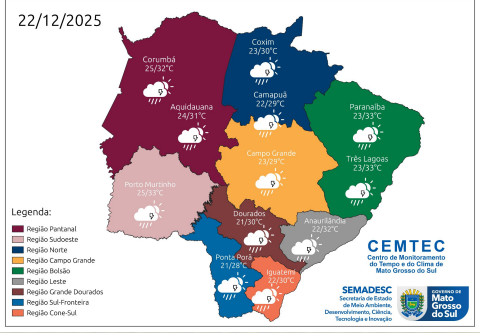 22/12/2025
Coxim
23/30°C
Corumbá
25/32°C
Camapuã
22/29°C
Aquidauana
24/31°C
Paranaíba
23/33°C
Campo Grande
23/29°C
Três Lagoas
23/33°C
Porto Murtinho
25/33°C
Dourados
21/30°C
Anaurilândia
22/32°C
Ponta Porã
21/28°C
Iguatemi
22/30°C
Legenda:
Região Pantanal
Região Sudoeste
Região Norte
Região Campo Grande
Região Bolsão
Região Leste
Região Grande Dourados
Região Sul-Fronteira
Região Cone-Sul
CEMTEC
Centro de Monitoramento
do Tempo e do Clima de
Mato Grosso do Sul
SEMADESC
Secretaria de Estado
de Meio Ambiente,
Desenvolvimento, Ciência,
Tecnologia e Inovação
GOVERNO DE
Mato
Grosso
do Sul